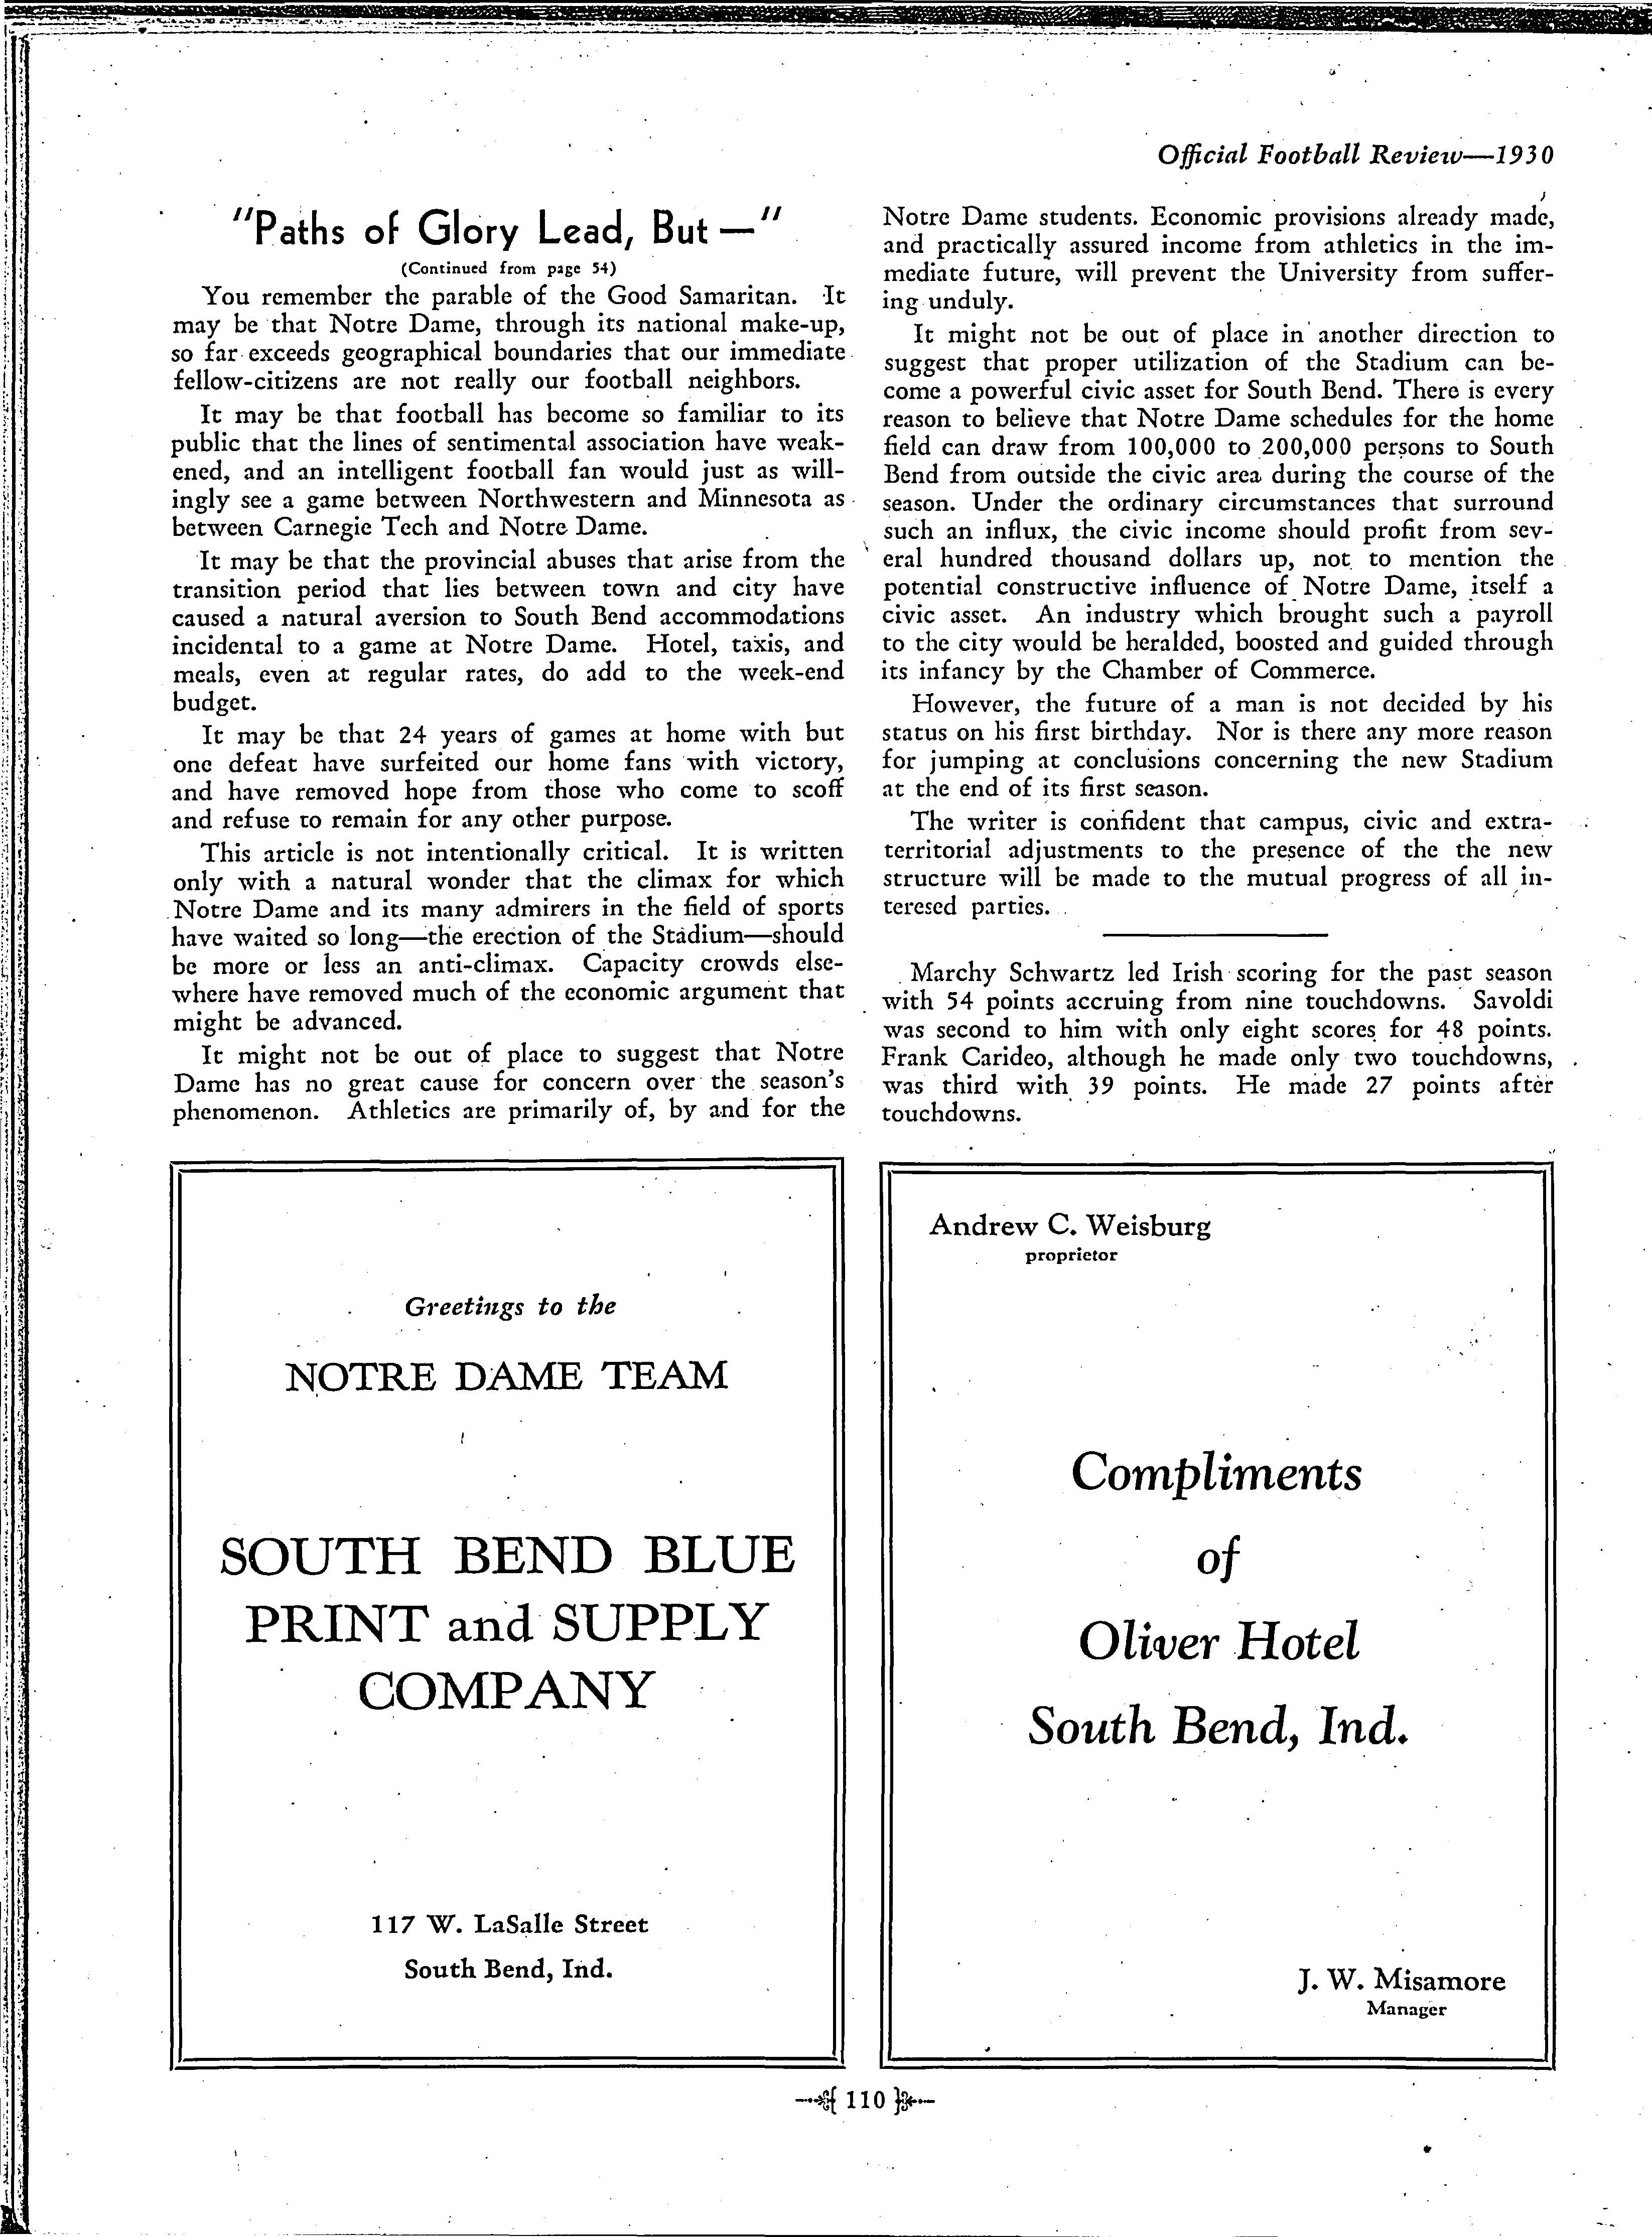 Official Football Review—1930
"Paths of Glory Lead, But —"
(Continued from page 54)
You remember the parable of the Good Samaritan. It
may be that Notre Dame, through its national make-up,
so far exceeds geographical boundaries that our immediate
fellow-citizens are not really our football neighbors.
It may be that football has become so familiar to its
public that the lines of sentimental association have weak-
ened, and an intelligent football fan would just as will-
ingly see a game between Northwestern and Minnesota as
between Carnegie Tech and Notre Dame.
It may be that the provincial abuses that arise from the
transition period that lies between town and city have
caused a natural aversion to South Bend accommodations
incidental to a game at Notre Dame. Hotel, taxis, and
meals, even at regular rates, do add to the week-end
budget.
It may be that 24 years of games at home with but
one defeat have surfeited our home fans with victory,
and have removed hope from those who come to scoff
and refuse to remain for any other purpose.
This article is not intentionally critical. It is written
only with a natural wonder that the climax for which
Notre Dame and its many admirers in the field of sports
have waited so long—the erection of the Stadium—should
be more or less an anti-climax. Capacity crowds else-
where have removed much of the economic argument that
might be advanced.
It might not be out of place to suggest that Notre
Dame has no great cause for concern over the season's
phenomenon. Athletics are primarily of, by and for the
Notre Dame students. Economic provisions already made,
and practically assured income from athletics in the im-
mediate future, will prevent the University from suffer-
ing unduly.
It might not be out of place in another direction to
suggest that proper utilization of the Stadium can be-
come a powerful civic asset for South Bend. There is every
reason to believe that Notre Dame schedules for the home
field can draw from 100,000 to 200,000 persons to South
Bend from outside the civic area during the course of the
season. Under the ordinary circumstances that surround
such an influx, the civic income should profit from sev-
eral hundred thousand dollars up, not to mention the
potential constructive influence of Notre Dame, itself a
civic asset. An industry which brought such a payroll
to the city would be heralded, boosted and guided through
its infancy by the Chamber of Commerce.
However, the future of a man is not decided by his
status on his first birthday. Nor is there any more reason
for jumping at conclusions concerning the new Stadium
at the end of its first season.
The writer is confident that campus, civic and extra-
territorial adjustments to the presence of the the new
structure will be made to the mutual progress of all in-
teresed parties.
Marchy Schwartz led Irish scoring for the past season
with 54 points accruing from nine touchdowns. Savoldi
was second to him with only eight scores for 48 points.
Frank Carideo, although he made only two touchdowns,
was third with 39 points. He made 27 points after
touchdowns.
Greetings to the
NOTRE DAME TEAM
SOUTH BEND BLUE
PRINT and SUPPLY
COMPANY
117 W. LaSalle Street
South Bend, Ind.
Andrew C. Weisburg
proprietor
Compliments
of
Oliver Hotel
South Bend, Ind.
J. W. Misamore
Manager
110